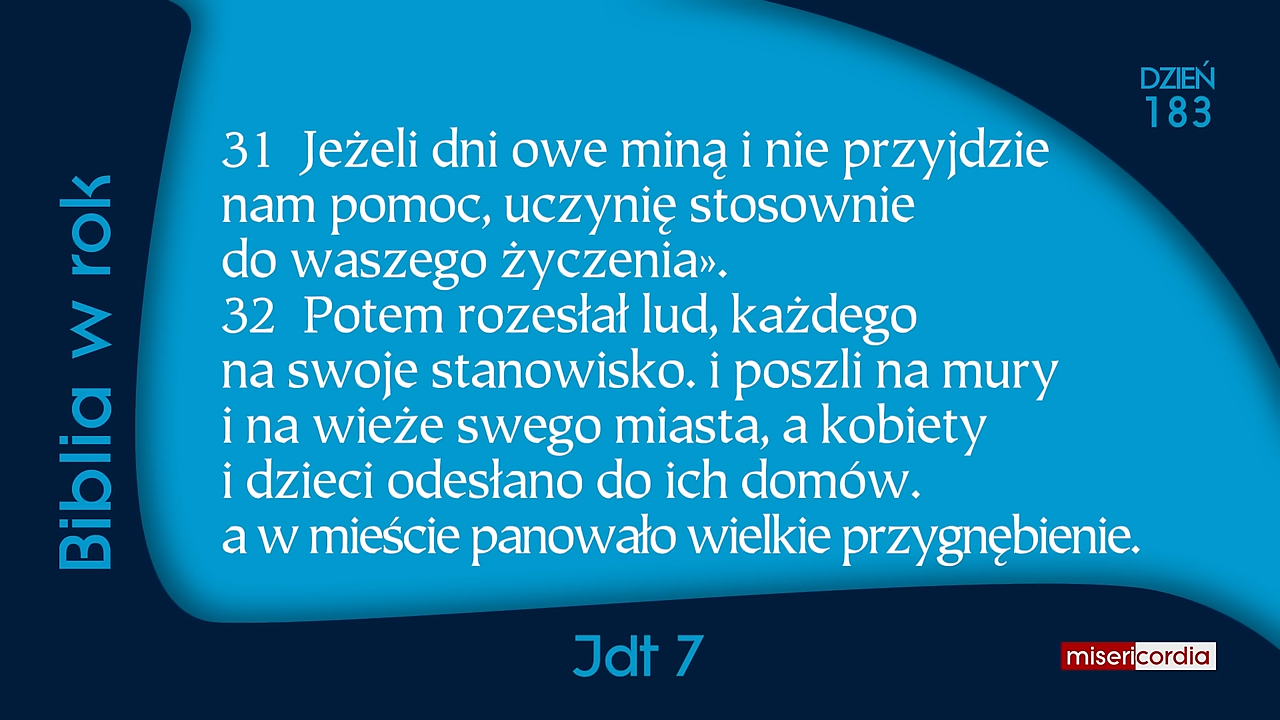 DZIEŃ
183
Biblia w rok
31 Jeżeli dni owe miną i nie przyjdzie
nam pomoc, uczynię stosownie
do waszego życzenia».
32 Potem rozesłał lud, każdego
na swoje stanowisko. i poszli na mury
i na wieże swego miasta, a kobiety
i dzieci odesłano do ich domów.
a w mieście panowało wielkie przygnębienie.
Jdt 7
misericordia